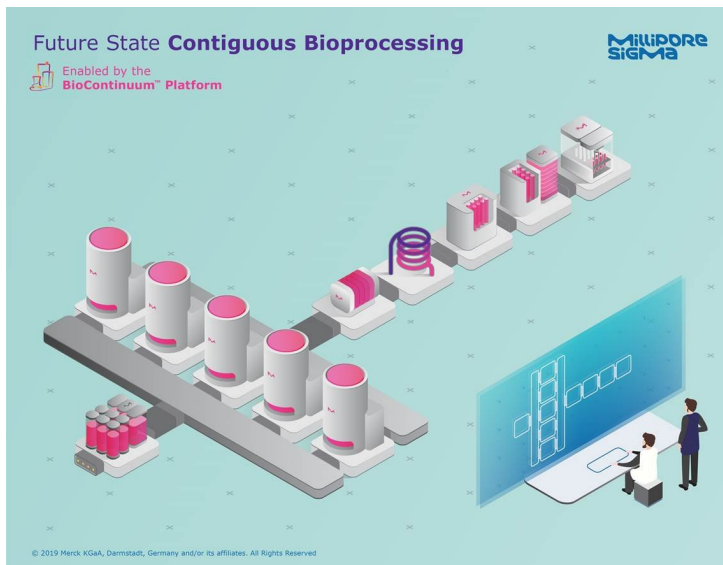 Future State Contiguous Bioprocessing
Enabled by the
BioContinuum™ Platform
MilliporE
SigMa
© 2019 Merck KGaA, Darmstadt, Germany and/or its affiliates. All Rights Reserved